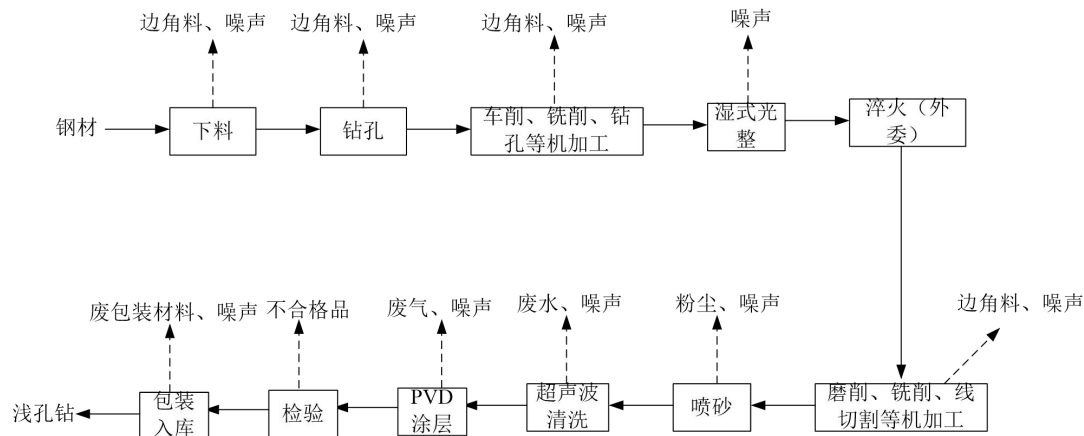 边角料、噪声
边角料、噪声
边角料、噪声
噪声
钢材
下料
钻孔
车削、铣削、钻
孔等机加工
湿式光
整
淬火（外
委）
废包装材料、噪声
不合格品
废气、噪声
废水、噪声
粉尘、噪声
边角料、噪声
浅孔钻
包装
入库
检验
PVD
涂层
超声波
清洗
喷砂
磨削、铣削、线
切割等机加工